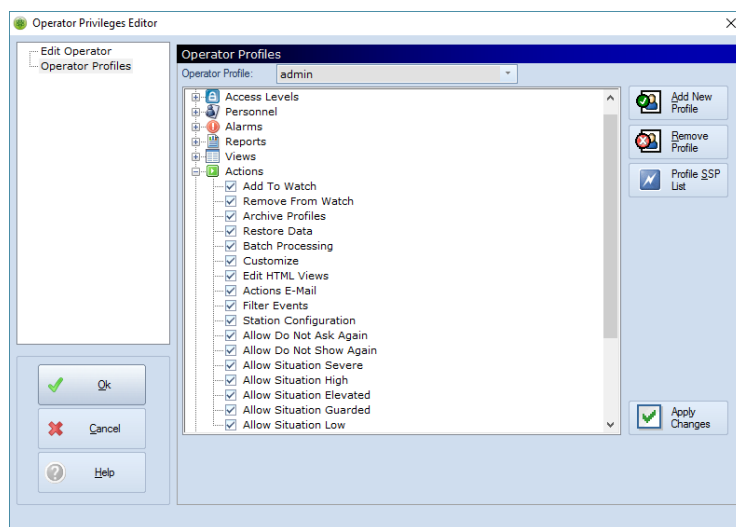 Operator Privileges Editor
Edit Operator
Operator Profiles
Operator Profiles
Operator Profile: admin
Access Levels
Personnel
Alarms
Reports
Views
Actions
Add To Watch
Remove From Watch
Archive Profiles
Restore Data
Batch Processing
Customize
Edit HTML Views
Actions E-Mail
Filter Events
Station Configuration
Allow Do Not Ask Again
Allow Do Not Show Again
Allow Situation Severe
Allow Situation High
Allow Situation Elevated
Allow Situation Guarded
Allow Situation Low
Add New
Profile
Remove
Profile
Profile SSP
List
Apply
Changes
Ok
Cancel
Help